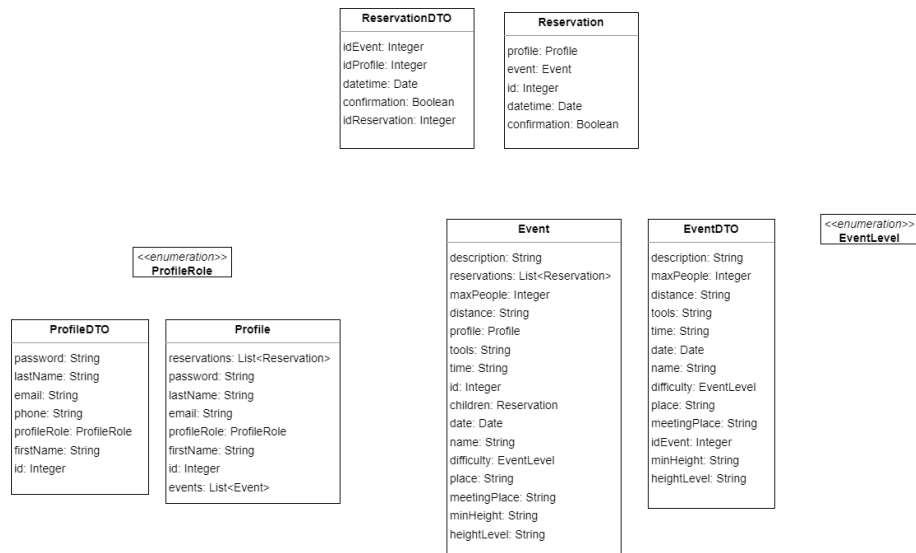 ReservationDTO
idEvent: Integer
idProfile: Integer
datetime: Date
confirmation: Boolean
idReservation: Integer
Reservation
profile: Profile
event: Event
id: Integer
datetime: Date
confirmation: Boolean
<<enumeration>>
ProfileRole
ProfileDTO
password: String
lastName: String
email: String
phone: String
profileRole: ProfileRole
firstName: String
id: Integer
Profile
reservations: List<Reservation>
password: String
lastName: String
email: String
profileRole: ProfileRole
firstName: String
id: Integer
events: List<Event>
Event
description: String
reservations: List<Reservation>
maxPeople: Integer
distance: String
profile: Profile
tools: String
time: String
id: Integer
children: Reservation
date: Date
name: String
difficulty: EventLevel
place: String
meetingPlace: String
minHeight: String
heightLevel: String
EventDTO
description: String
maxPeople: Integer
distance: String
tools: String
time: String
date: Date
name: String
difficulty: EventLevel
place: String
meetingPlace: String
idEvent: Integer
minHeight: String
heightLevel: String
<<enumeration>>
EventLevel